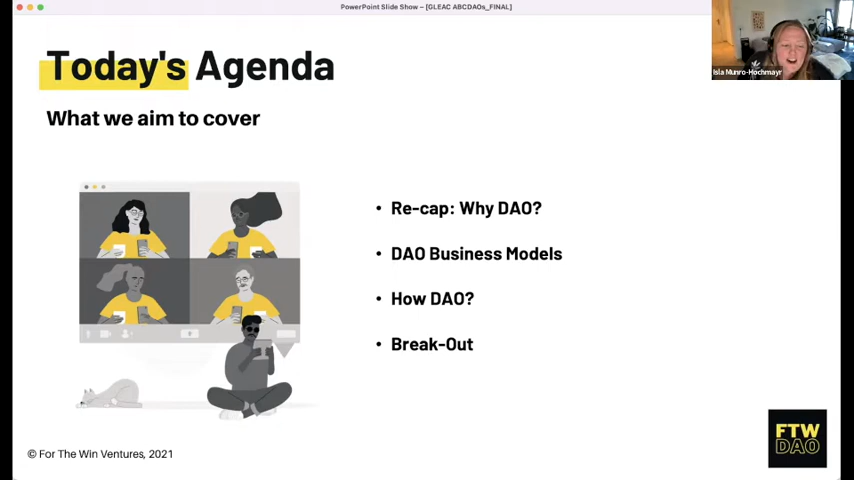 PowerPoint Slide Show – [GLEAC ABCDAOs_FINAL]
Isla Munro-Hochmayr
Today's Agenda
What we aim to cover
• Re-cap: Why DAO?
• DAO Business Models
• How DAO?
• Break-Out
FTW
DAO
© For The Win Ventures, 2021